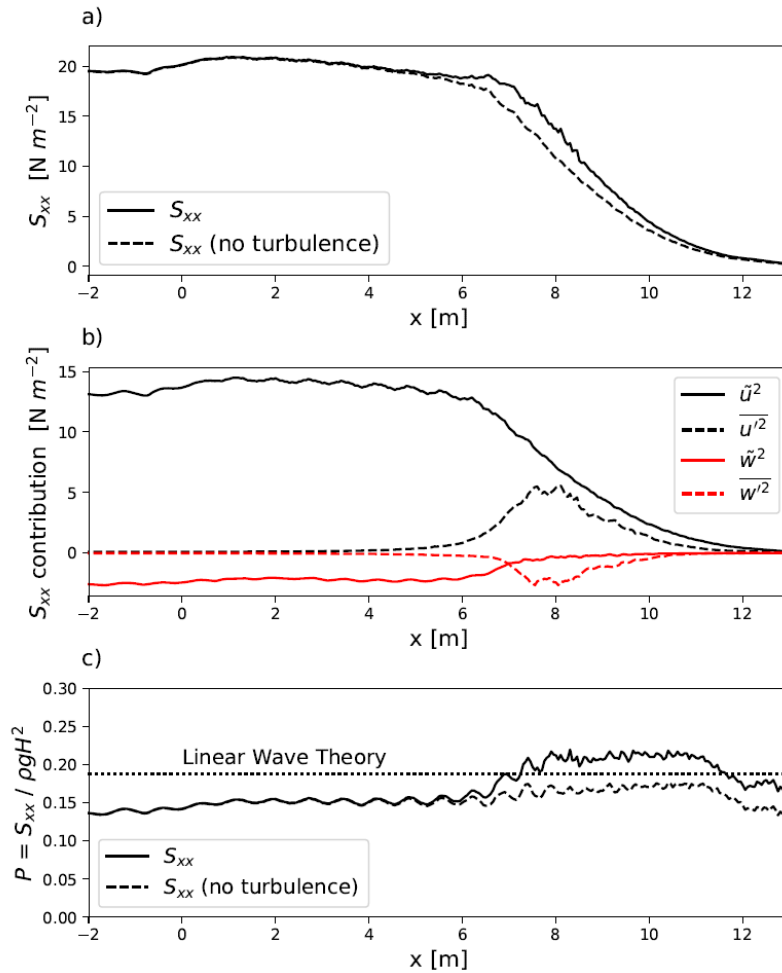 a)
20
15
10
5
0
S_xx [N m⁻²]
S_xx
S_xx (no turbulence)
−2 0 2 4 6 8 10 12
x [m]
b)
15
10
5
0
S_xx contribution [N m⁻²]
ũ²
u′²̅
w̃²
w′²̅
−2 0 2 4 6 8 10 12
x [m]
c)
0.30
0.25
0.20
0.15
0.10
0.05
0.00
P = S_xx / ρgH²
Linear Wave Theory
S_xx
S_xx (no turbulence)
−2 0 2 4 6 8 10 12
x [m]